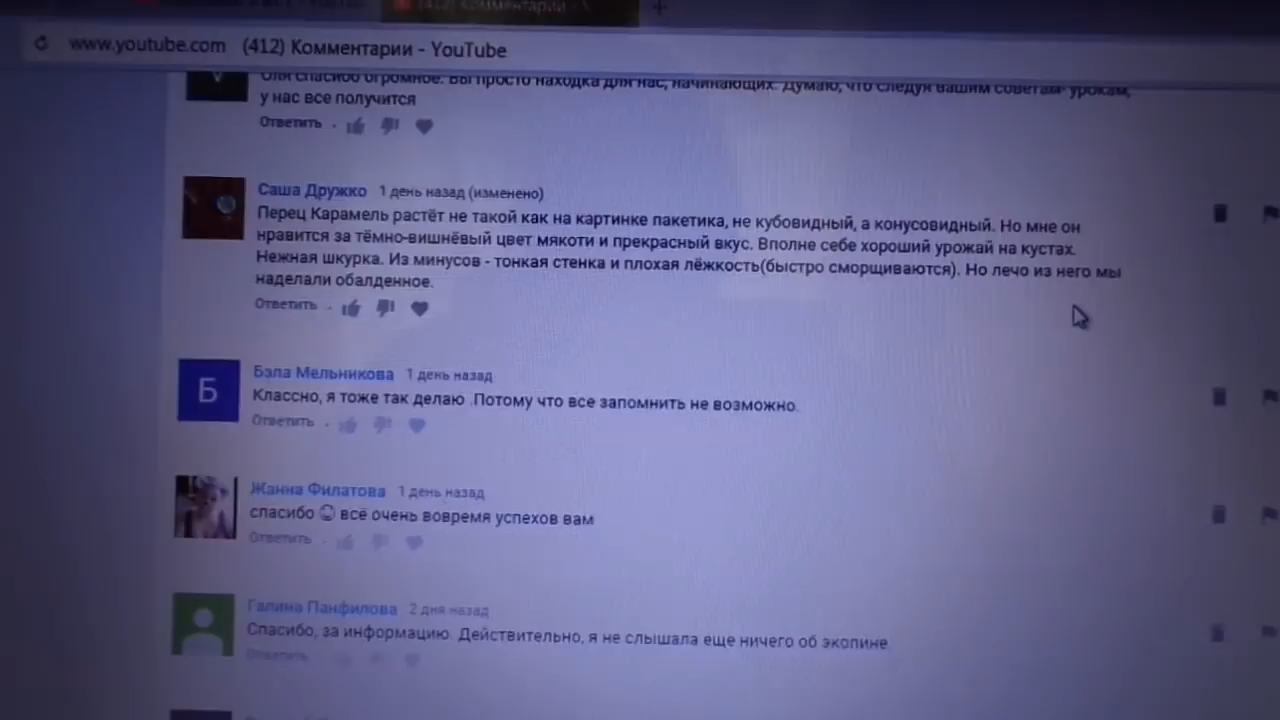 (412) Комментарии -
www.youtube.com (412) Комментарии - YouTube
Оля спасибо огромное. Вы просто находка для нас, начинающих. Думаю, что следуя вашим советам- урокам,
у нас все получится
Ответить
Саша Дружко 1 день назад (изменено)
Перец Карамель растёт не такой как на картинке пакетика, не кубовидный, а конусовидный. Но мне он
нравится за тёмно-вишнёвый цвет мякоти и прекрасный вкус. Вполне себе хороший урожай на кустах.
Нежная шкурка. Из минусов - тонкая стенка и плохая лёжкость(быстро сморщиваются). Но лечо из него мы
наделали обалденное.
Ответить
Б
Бэла Мельникова 1 день назад
Классно, я тоже так делаю .Потому что все запомнить не возможно.
Ответить
Жанна Филатова 1 день назад
спасибо ☺ всё очень вовремя успехов вам
Ответить
Галина Панфилова 2 дня назад
Спасибо, за информацию. Действительно, я не слышала еще ничего об экопине.
Ответить